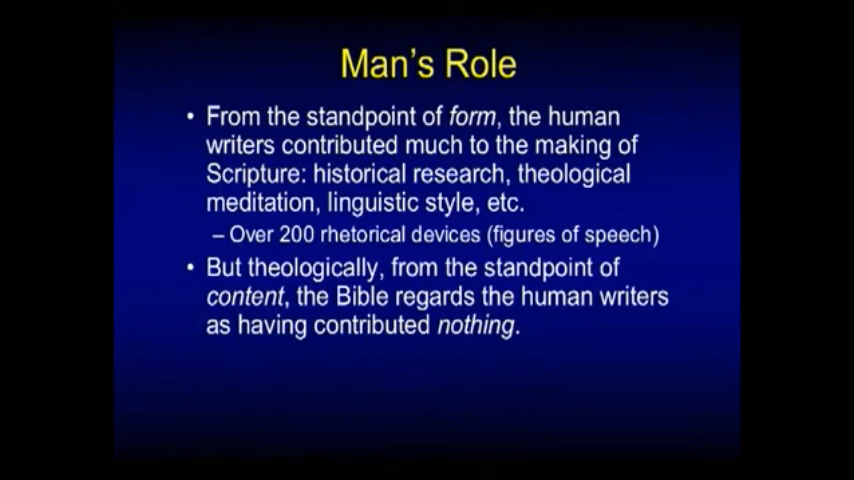 Man's Role
• From the standpoint of form, the human
writers contributed much to the making of
Scripture: historical research, theological
meditation, linguistic style, etc.
– Over 200 rhetorical devices (figures of speech)
• But theologically, from the standpoint of
content, the Bible regards the human writers
as having contributed nothing.